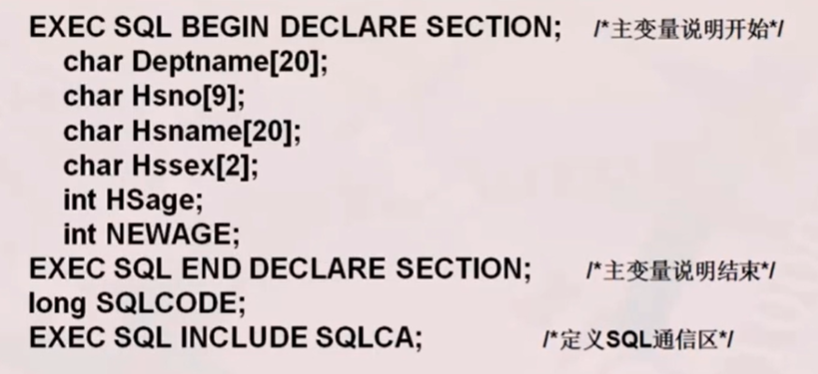 EXEC SQL BEGIN DECLARE SECTION; /*主变量说明开始*/
char Deptname[20];
char Hsno[9];
char Hsname[20];
char Hssex[2];
int HSage;
int NEWAGE;
EXEC SQL END DECLARE SECTION; /*主变量说明结束*/
long SQLCODE;
EXEC SQL INCLUDE SQLCA; /*定义SQL通信区*/